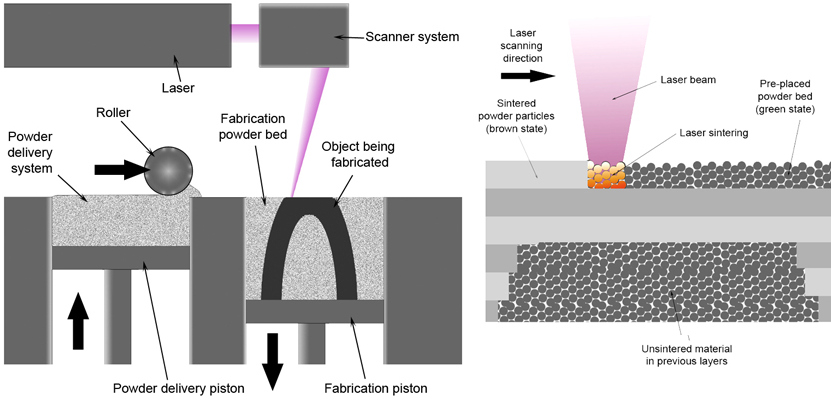 Laser
Scanner system
Roller
Powder
delivery
system
Fabrication
powder bed
Object being
fabricated
Powder delivery piston
Fabrication piston
Laser
scanning
direction
Laser beam
Pre-placed
powder bed
(green state)
Sintered
powder particles
(brown state)
Laser sintering
Unsintered material
in previous layers